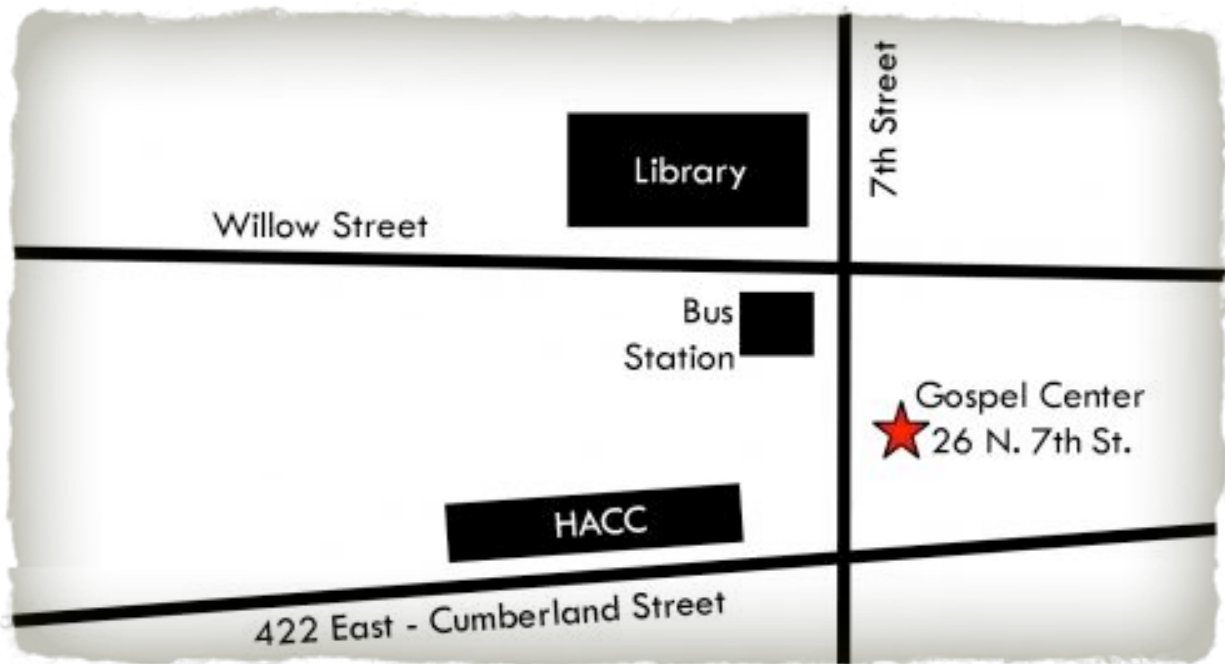 7th Street
Library
Willow Street
Bus
Station
Gospel Center
26 N. 7th St.
HACC
422 East - Cumberland Street